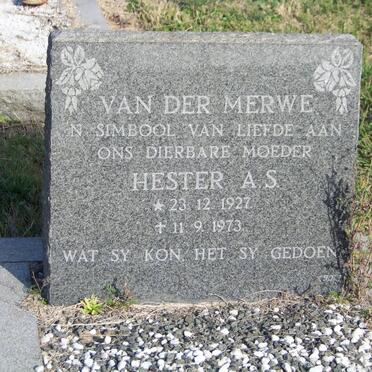 VAN DER MERWE
'N SIMBOOL VAN LIEFDE AAN
ONS DIERBARE MOEDER
HESTER A.S.
★ 23.12.1927
✝ 11.9.1973
WAT SY KON HET SY GEDOEN